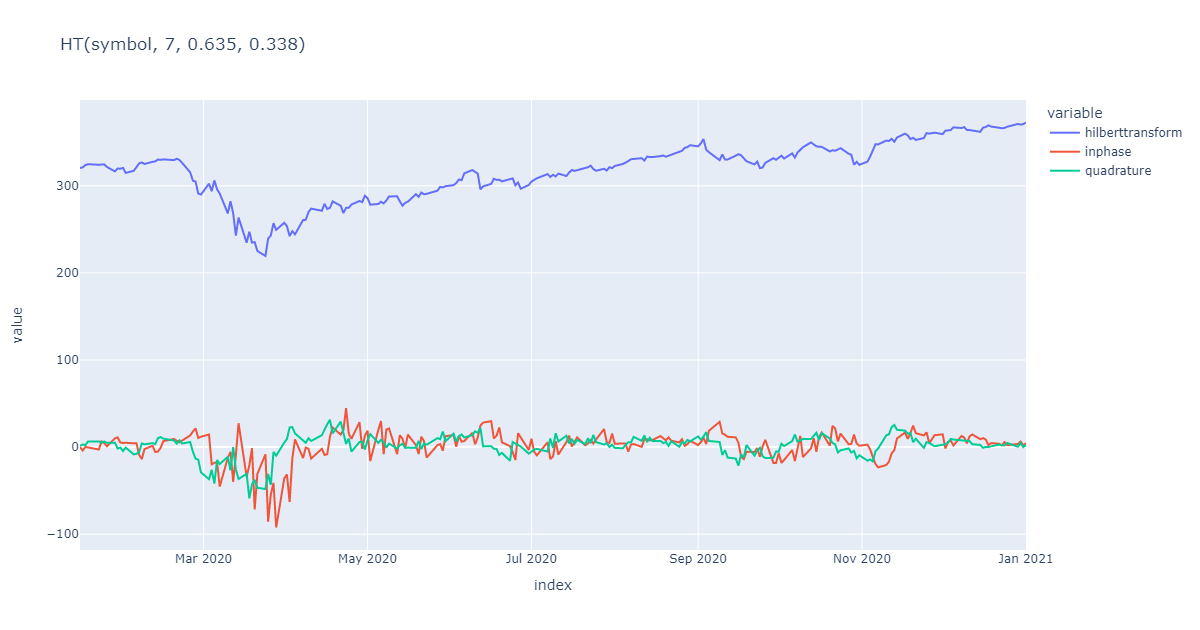 HT(symbol, 7, 0.635, 0.338)
variable
hilberttransform
inphase
quadrature
300
200
100
0
−100
value
Mar 2020
May 2020
Jul 2020
Sep 2020
Nov 2020
Jan 2021
index